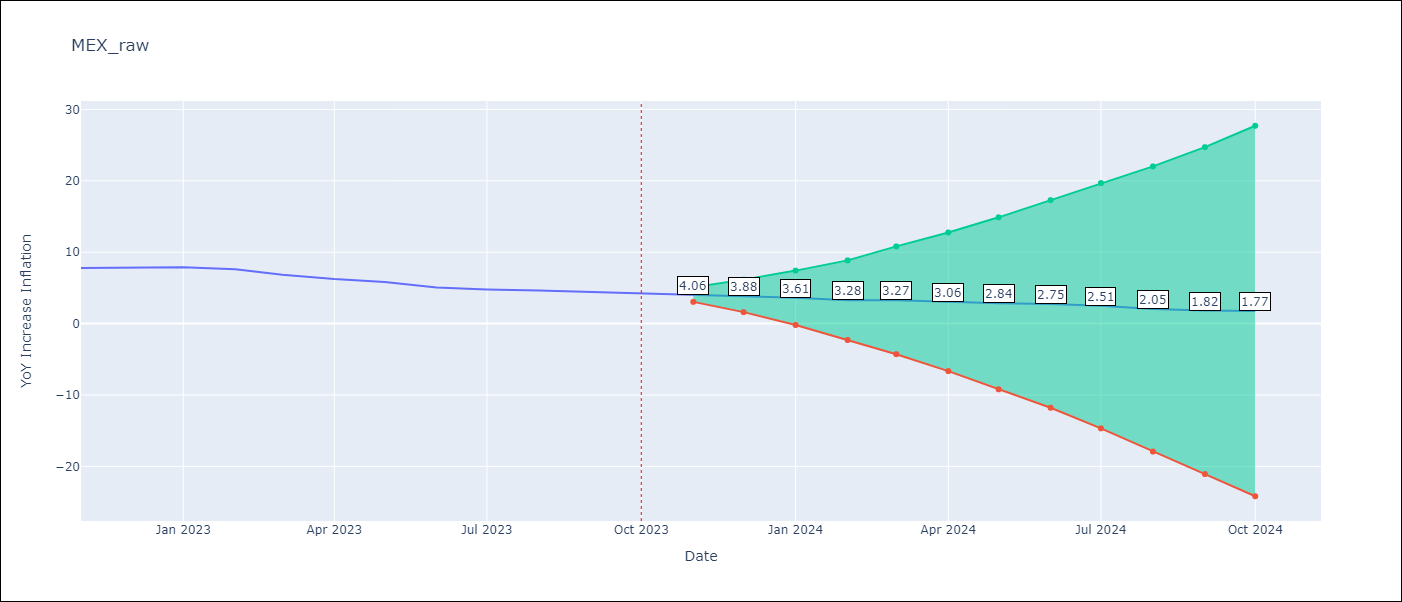 MEX_raw
30
20
10
0
−10
−20
YoY Increase Inflation
4.06
3.88
3.61
3.28
3.27
3.06
2.84
2.75
2.51
2.05
1.82
1.77
Jan 2023
Apr 2023
Jul 2023
Oct 2023
Jan 2024
Apr 2024
Jul 2024
Oct 2024
Date